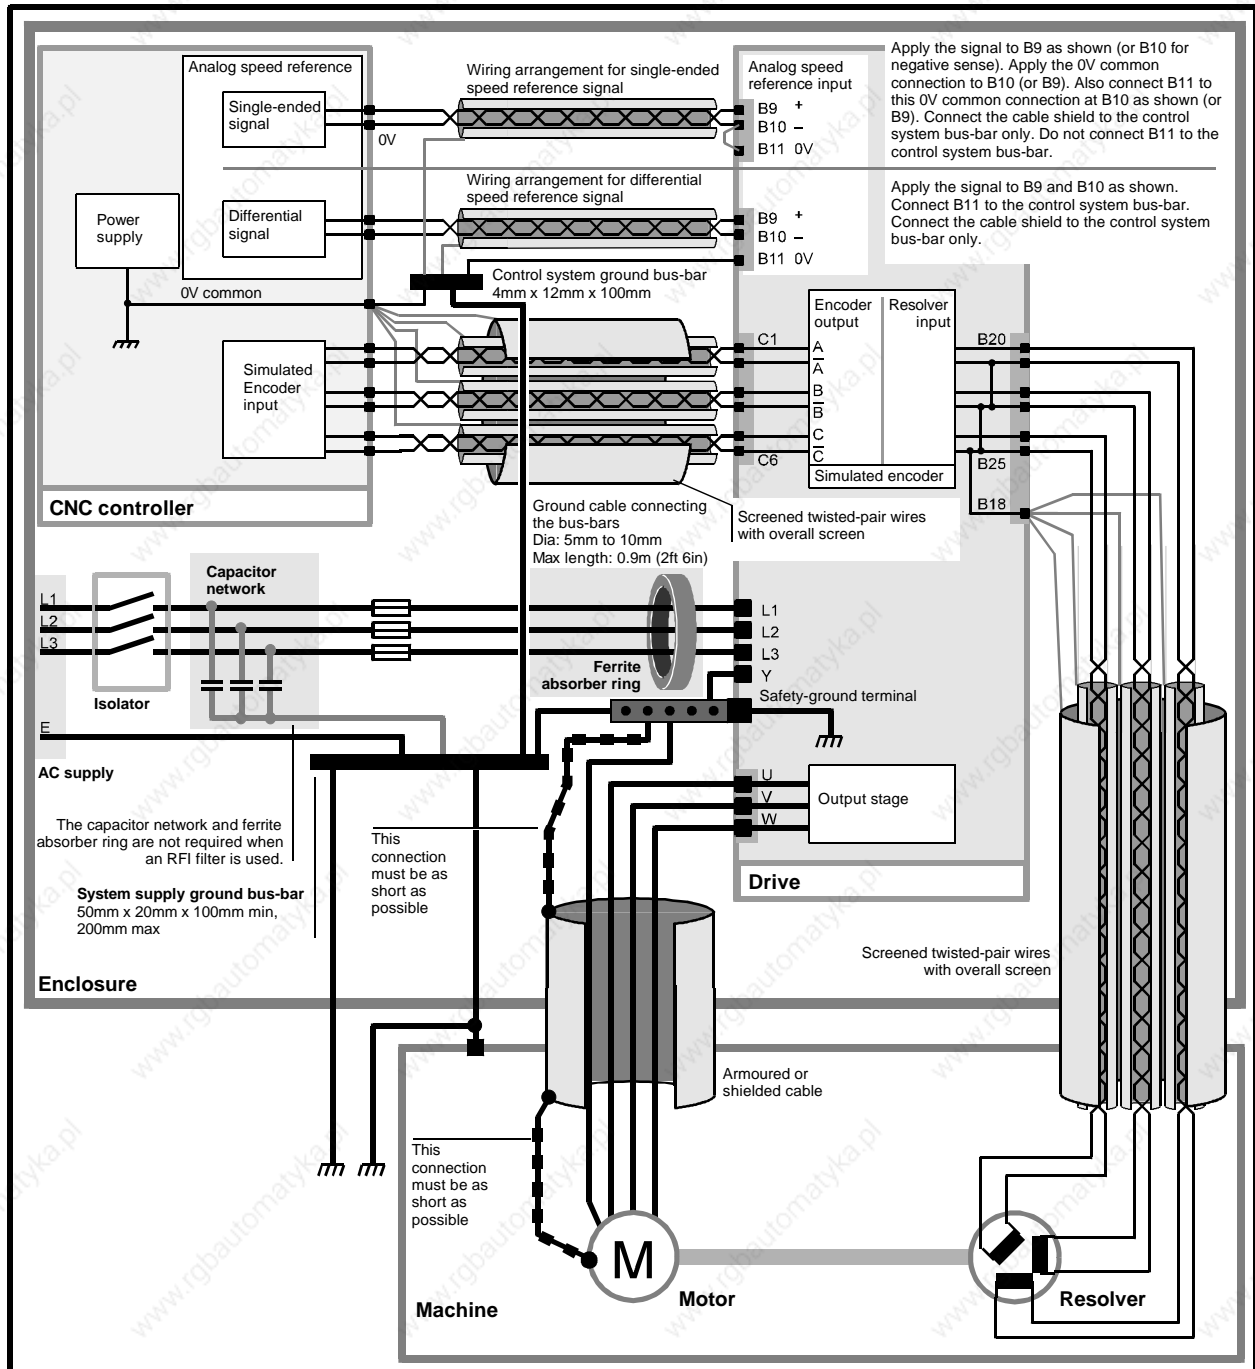 Analog speed reference
Single-ended
signal
0V
Wiring arrangement for single-ended
speed reference signal
Analog speed
reference input
B9 +
B10 –
B11 0V
Apply the signal to B9 as shown (or B10 for
negative sense). Apply the 0V common
connection to B10 (or B9). Also connect B11 to
this 0V common connection at B10 as shown (or
B9). Connect the cable shield to the control
system bus-bar only. Do not connect B11 to the
control system bus-bar.
Power
supply
Differential
signal
Wiring arrangement for differential
speed reference signal
B9 +
B10 –
B11 0V
Apply the signal to B9 and B10 as shown.
Connect B11 to the control system bus-bar.
Connect the cable shield to the control system
bus-bar only.
0V common
Control system ground bus-bar
4mm x 12mm x 100mm
Simulated
Encoder
input
C1
C6
Encoder
output
Resolver
input
A
A̅
B
B̅
C
C̅
Simulated encoder
B20
B25
B18
CNC controller
Ground cable connecting
the bus-bars
Dia: 5mm to 10mm
Max length: 0.9m (2ft 6in)
Screened twisted-pair wires
with overall screen
Capacitor
network
L1
L2
L3
Isolator
E
AC supply
Ferrite
absorber ring
L1
L2
L3
Y
Safety-ground terminal
U
V
W
Output stage
Drive
The capacitor network and ferrite
absorber ring are not required when
an RFI filter is used.
System supply ground bus-bar
50mm x 20mm x 100mm min,
200mm max
This
connection
must be as
short as
possible
Enclosure
Screened twisted-pair wires
with overall screen
Armoured or
shielded cable
This
connection
must be as
short as
possible
M
Motor
Machine
Resolver
www.rgbautomatyka.pl